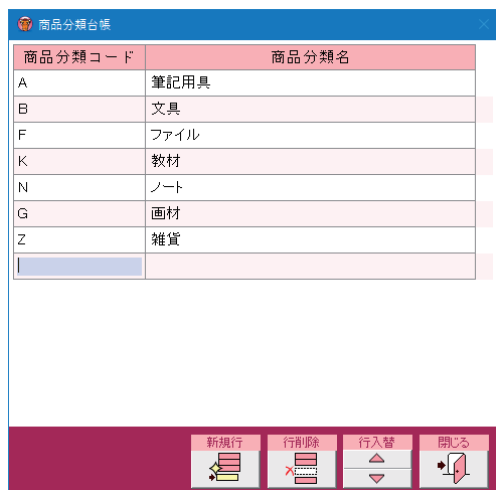 商品分類台帳
商品分類コード 商品分類名
A 筆記用具
B 文具
F ファイル
K 教材
N ノート
G 画材
Z 雑貨
新規行 行削除 行入替 閉じる